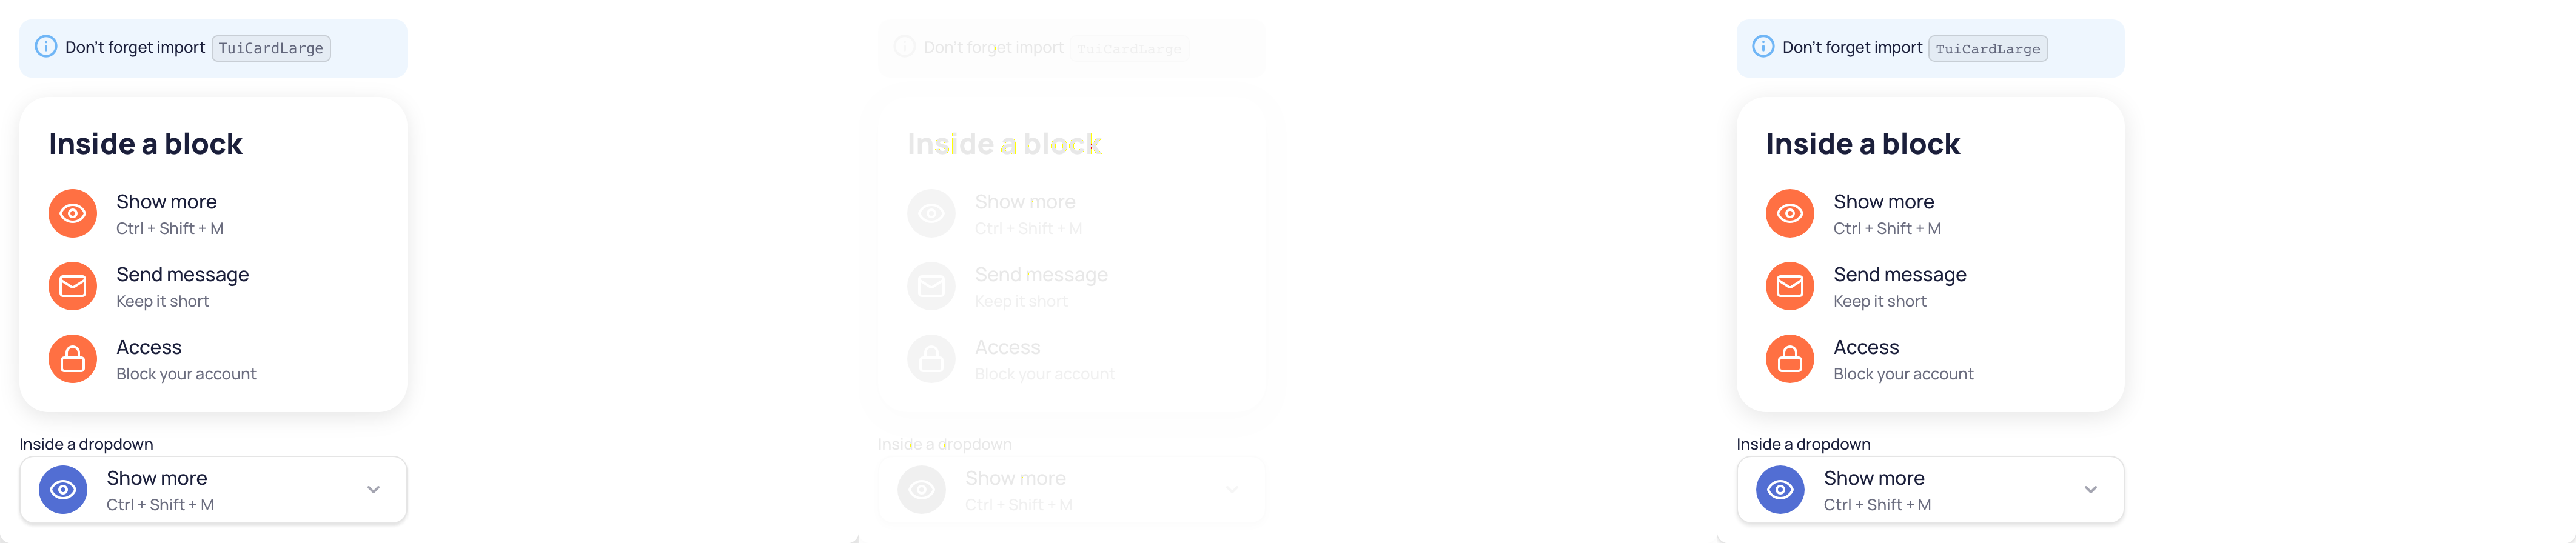 Don't forget import TuiCardLarge
Inside a block
Show more
Ctrl + Shift + M
Send message
Keep it short
Access
Block your account
Inside a dropdown
Show more
Ctrl + Shift + M
Don't forget import TuiCardLarge
Inside a block
Show more
Ctrl + Shift + M
Send message
Keep it short
Access
Block your account
Inside a dropdown
Show more
Ctrl + Shift + M
Don't forget import TuiCardLarge
Inside a block
Show more
Ctrl + Shift + M
Send message
Keep it short
Access
Block your account
Inside a dropdown
Show more
Ctrl + Shift + M